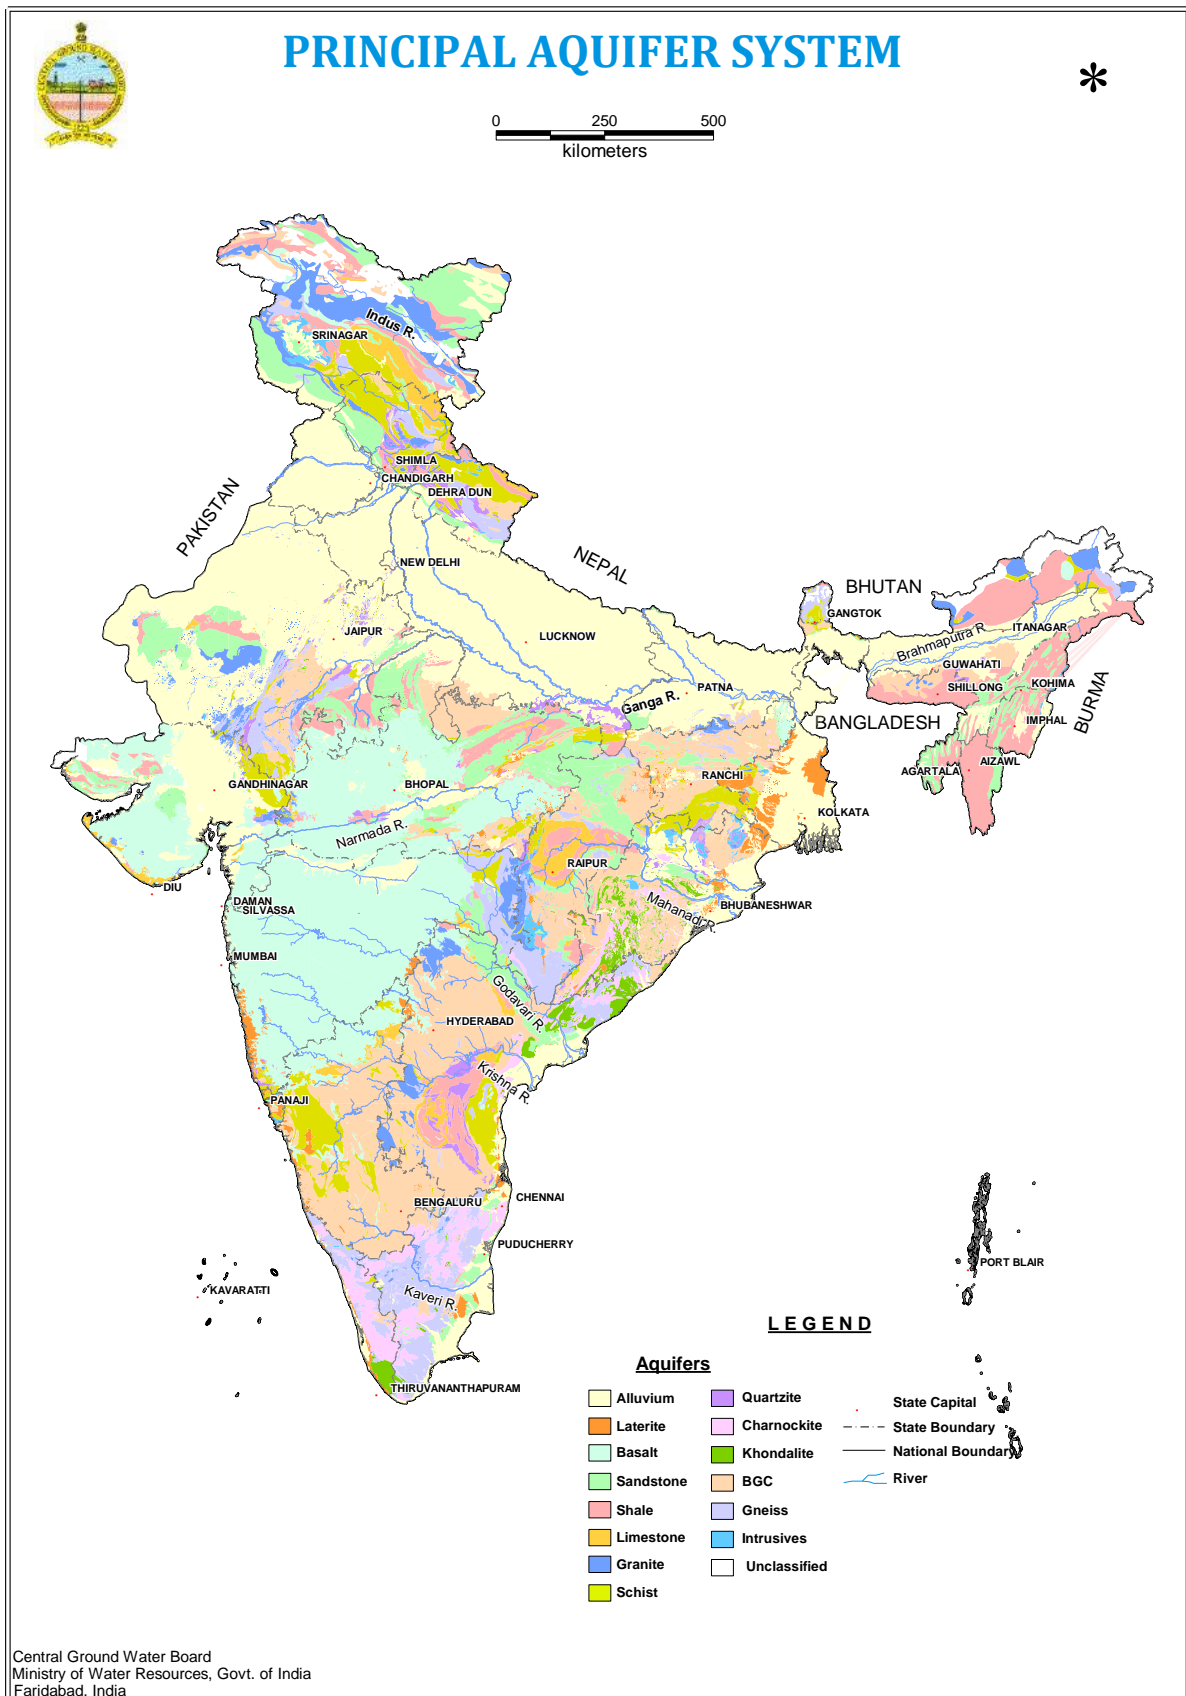 PRINCIPAL AQUIFER SYSTEM
*
0 250 500
kilometers
Indus R.
SRINAGAR
SHIMLA
CHANDIGARH
DEHRA DUN
PAKISTAN
NEW DELHI
NEPAL
BHUTAN
GANGTOK
JAIPUR
LUCKNOW
ITANAGAR
Brahmaputra R.
GUWAHATI
PATNA
SHILLONG
KOHIMA
Ganga R.
BANGLADESH
IMPHAL
BURMA
GANDHINAGAR
BHOPAL
RANCHI
AGARTALA
AIZAWL
KOLKATA
Narmada R.
RAIPUR
DIU
DAMAN
SILVASSA
Mahanadi R.
BHUBANESHWAR
MUMBAI
Godavari R.
HYDERABAD
Krishna R.
PANAJI
BENGALURU
CHENNAI
PUDUCHERRY
PORT BLAIR
KAVARATTI
Kaveri R.
THIRUVANANTHAPURAM
LEGEND
Aquifers
Alluvium
Laterite
Basalt
Sandstone
Shale
Limestone
Granite
Schist
Quartzite
Charnockite
Khondalite
BGC
Gneiss
Intrusives
Unclassified
State Capital
State Boundary
National Boundary
River
Central Ground Water Board
Ministry of Water Resources, Govt. of India
Faridabad, India